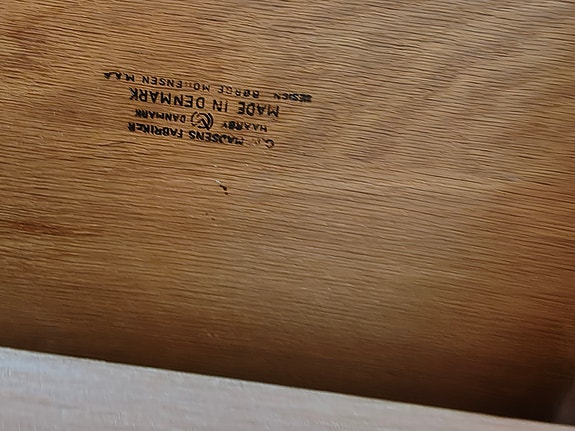 C.M. MADSENS FABRIKER
HAARBY DANMARK
MADE IN DENMARK
DESIGN BØRGE MOGENSEN M.A.A